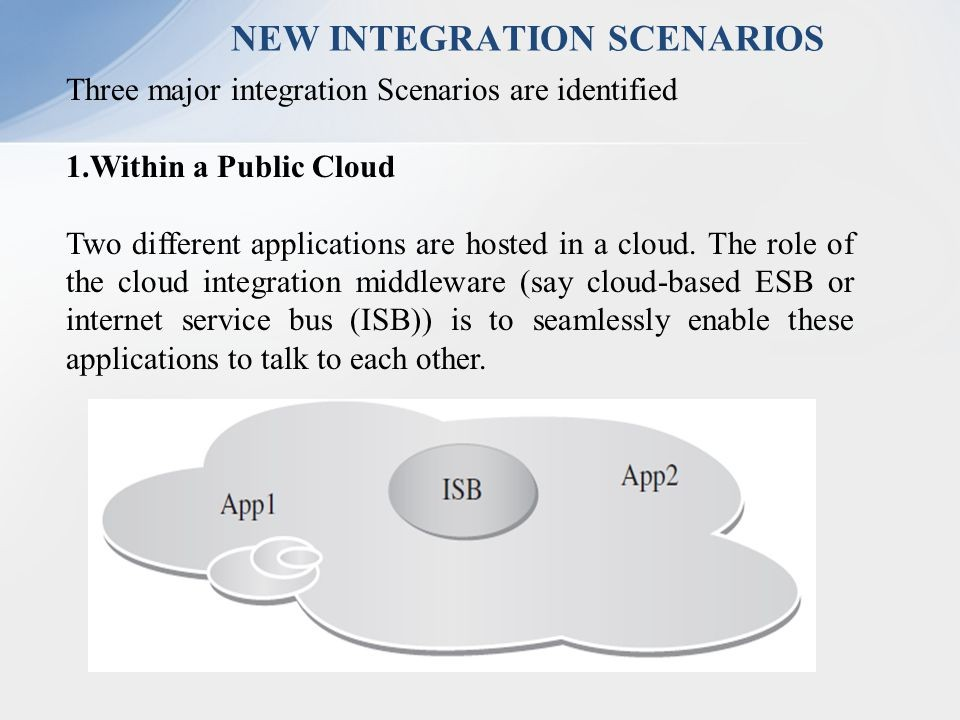 NEW INTEGRATION SCENARIOS
Three major integration Scenarios are identified
1.Within a Public Cloud
Two different applications are hosted in a cloud. The role of
the cloud integration middleware (say cloud-based ESB or
internet service bus (ISB)) is to seamlessly enable these
applications to talk to each other.
App1
ISB
App2